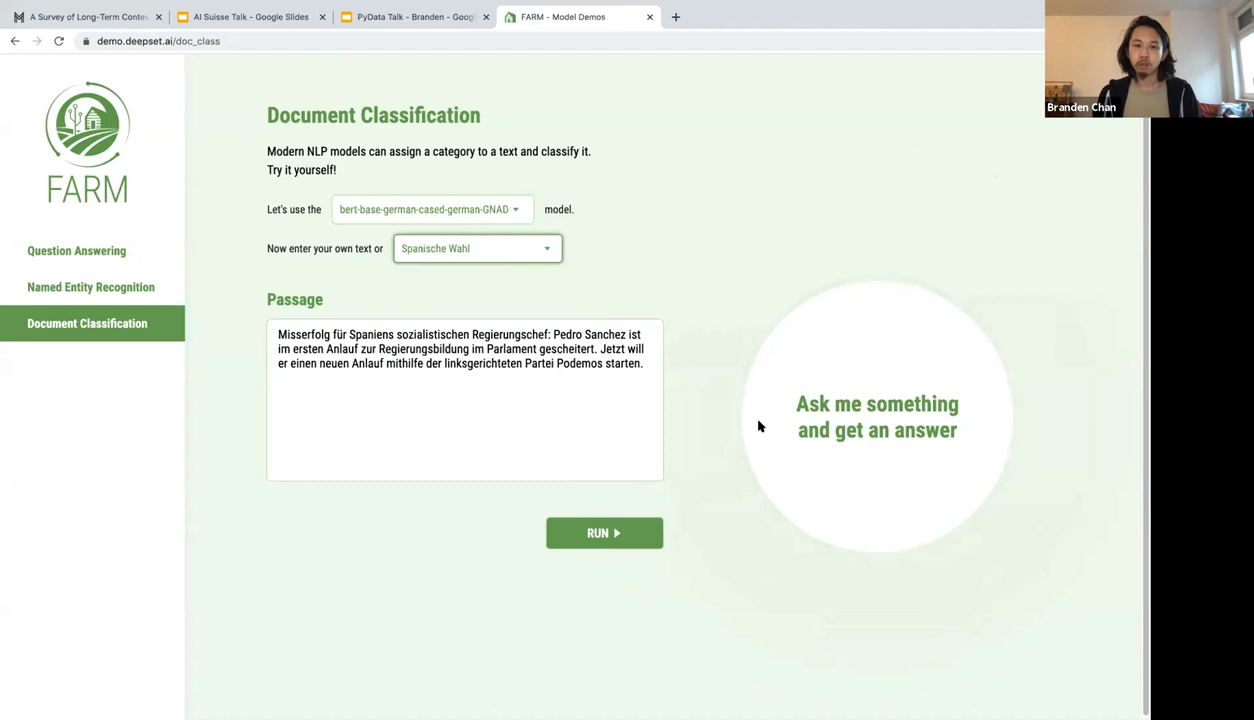 A Survey of Long-Term Contex
AI Suisse Talk - Google Slides
PyData Talk - Branden - Goog
FARM - Model Demos
demo.deepset.ai/doc_class
Branden Chan
FARM
Question Answering
Named Entity Recognition
Document Classification
Document Classification
Modern NLP models can assign a category to a text and classify it.
Try it yourself!
Let's use the bert-base-german-cased-german-GNAD model.
Now enter your own text or Spanische Wahl
Passage
Misserfolg für Spaniens sozialistischen Regierungschef: Pedro Sanchez ist
im ersten Anlauf zur Regierungsbildung im Parlament gescheitert. Jetzt will
er einen neuen Anlauf mithilfe der linksgerichteten Partei Podemos starten.
RUN
Ask me something
and get an answer